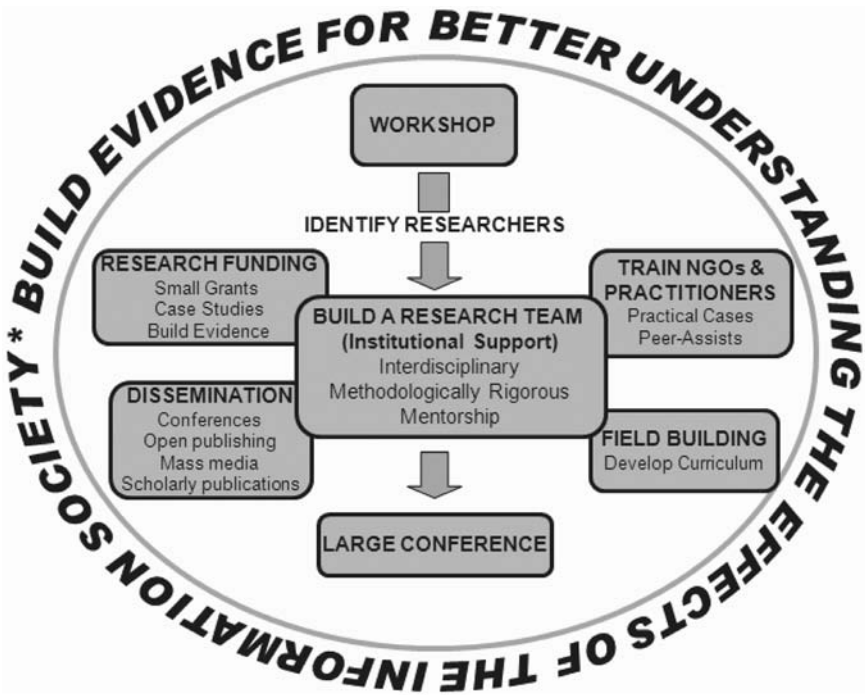 BUILD EVIDENCE FOR BETTER UNDERSTANDING THE EFFECTS OF THE INFORMATION SOCIETY*
WORKSHOP
IDENTIFY RESEARCHERS
RESEARCH FUNDING
Small Grants
Case Studies
Build Evidence
TRAIN NGOs &
PRACTITIONERS
Practical Cases
Peer-Assists
BUILD A RESEARCH TEAM
(Institutional Support)
Interdisciplinary
Methodologically Rigorous
Mentorship
DISSEMINATION
Conferences
Open publishing
Mass media
Scholarly publications
FIELD BUILDING
Develop Curriculum
LARGE CONFERENCE